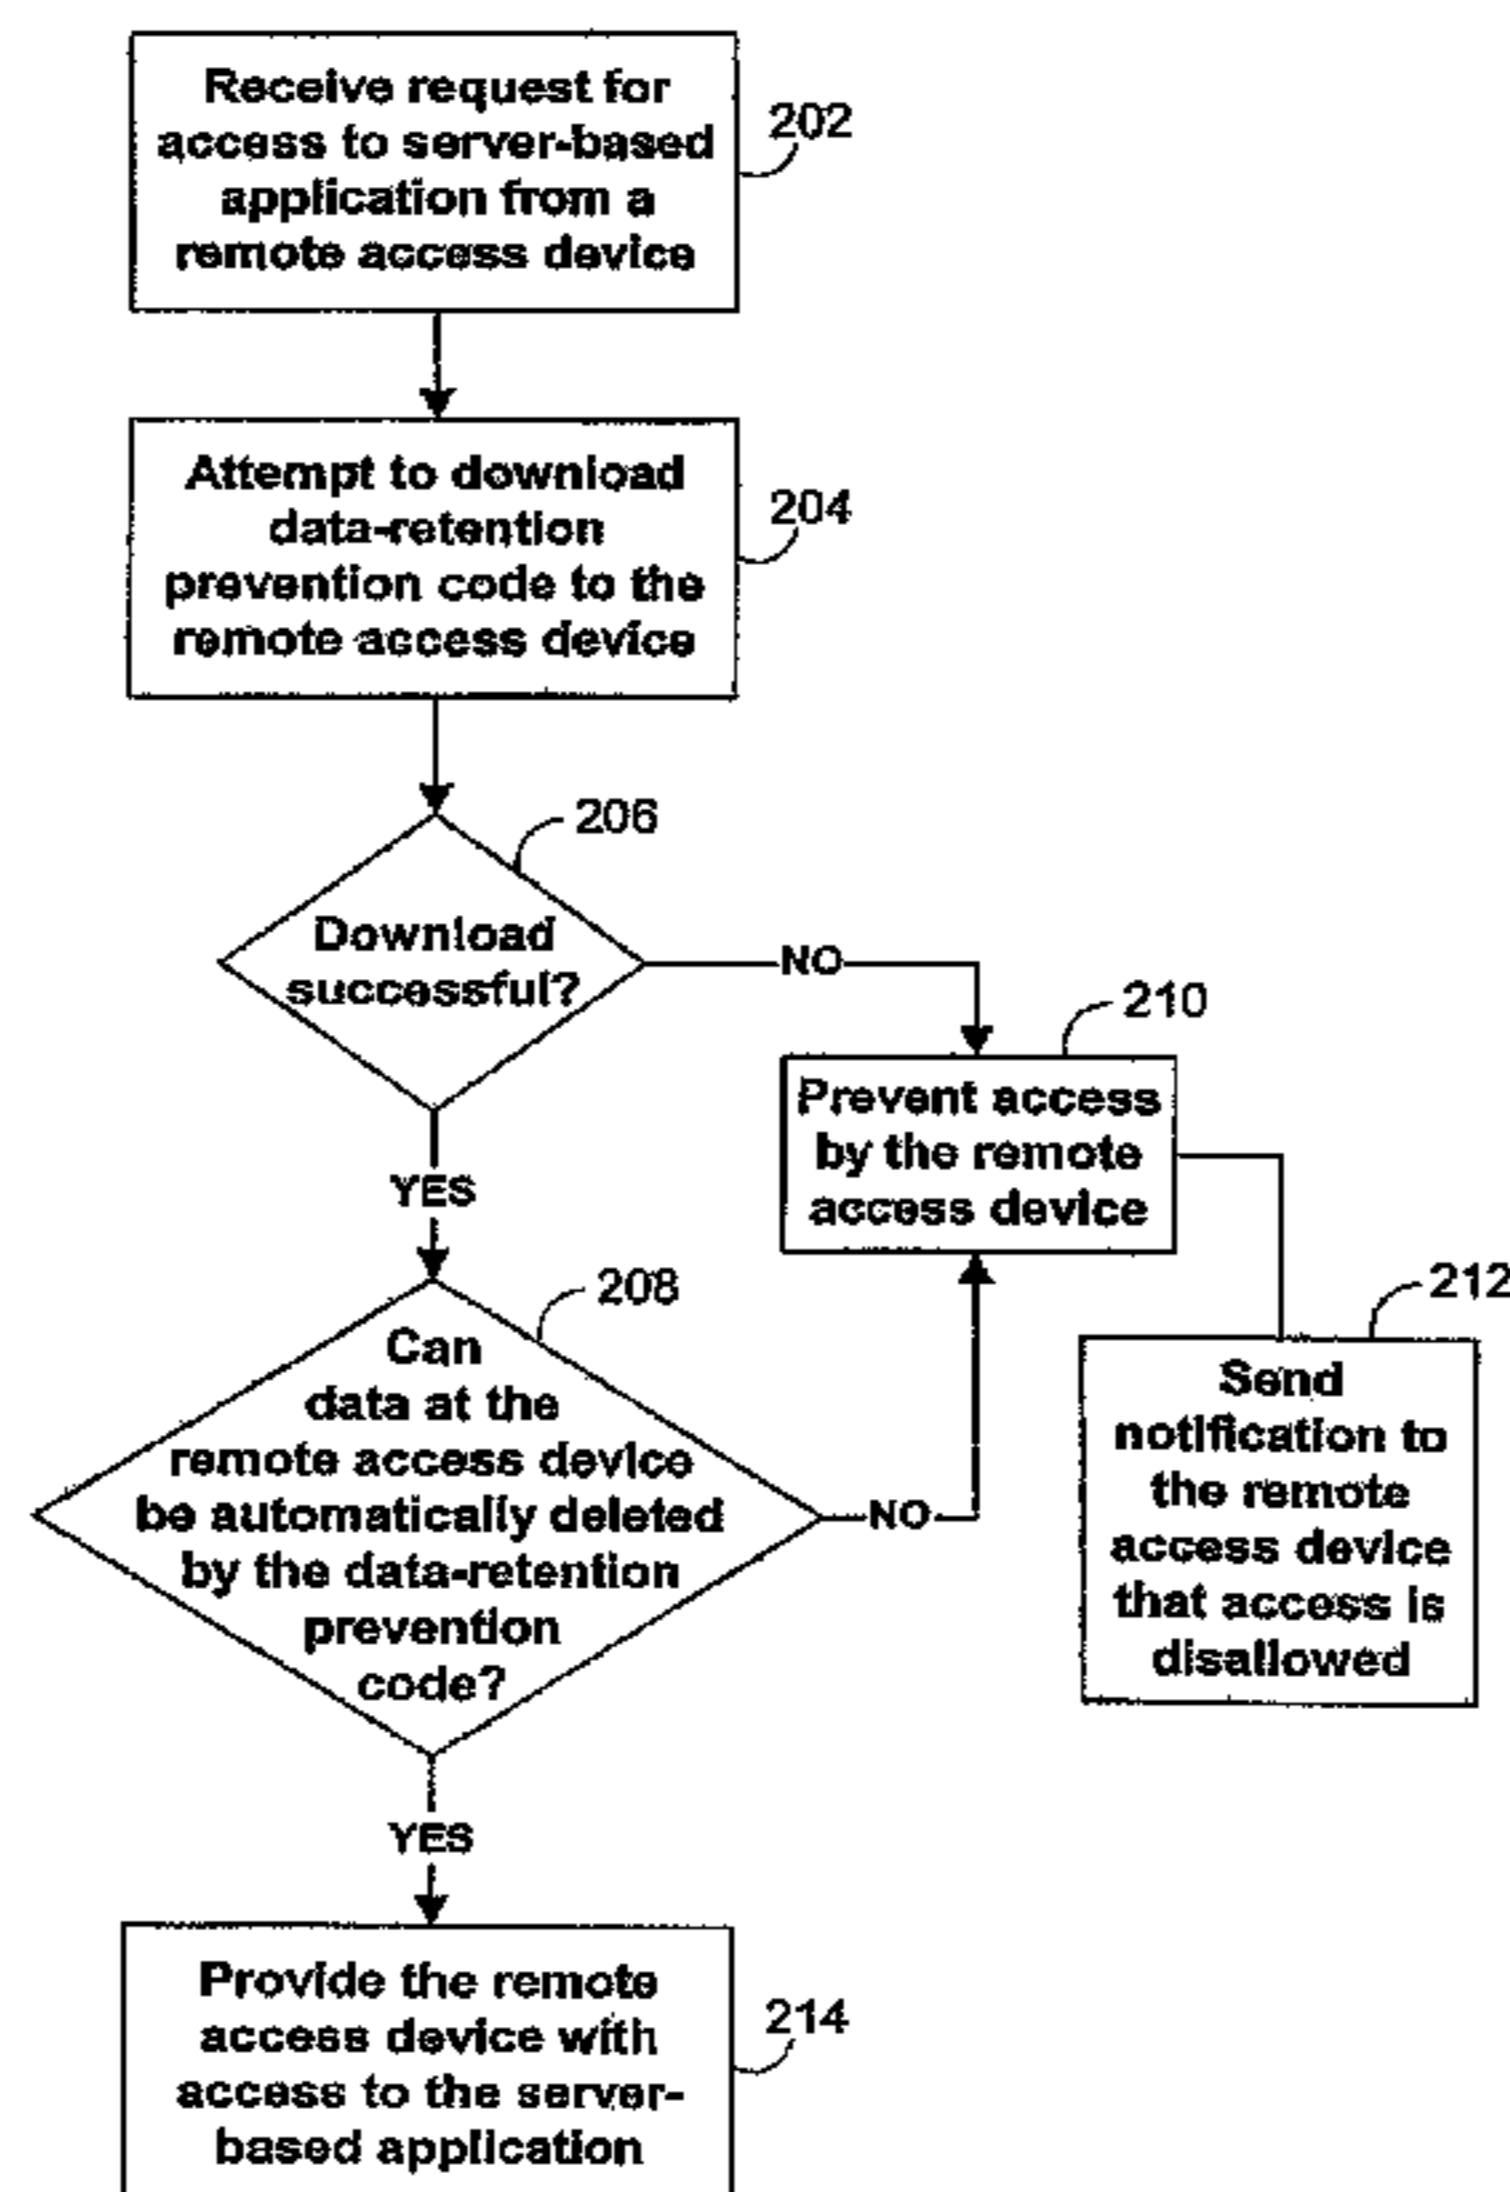 Receive request for
access to server-based
application from a
remote access device
202
Attempt to download
data-retention
prevention code to the
remote access device
204
206
Download
successful?
NO
210
Prevent access
by the remote
access device
YES
208
Can
data at the
remote access device
be automatically deleted
by the data-retention
prevention
code?
NO
212
Send
notification to
the remote
access device
that access is
disallowed
YES
Provide the remote
access device with
access to the server-
based application
214